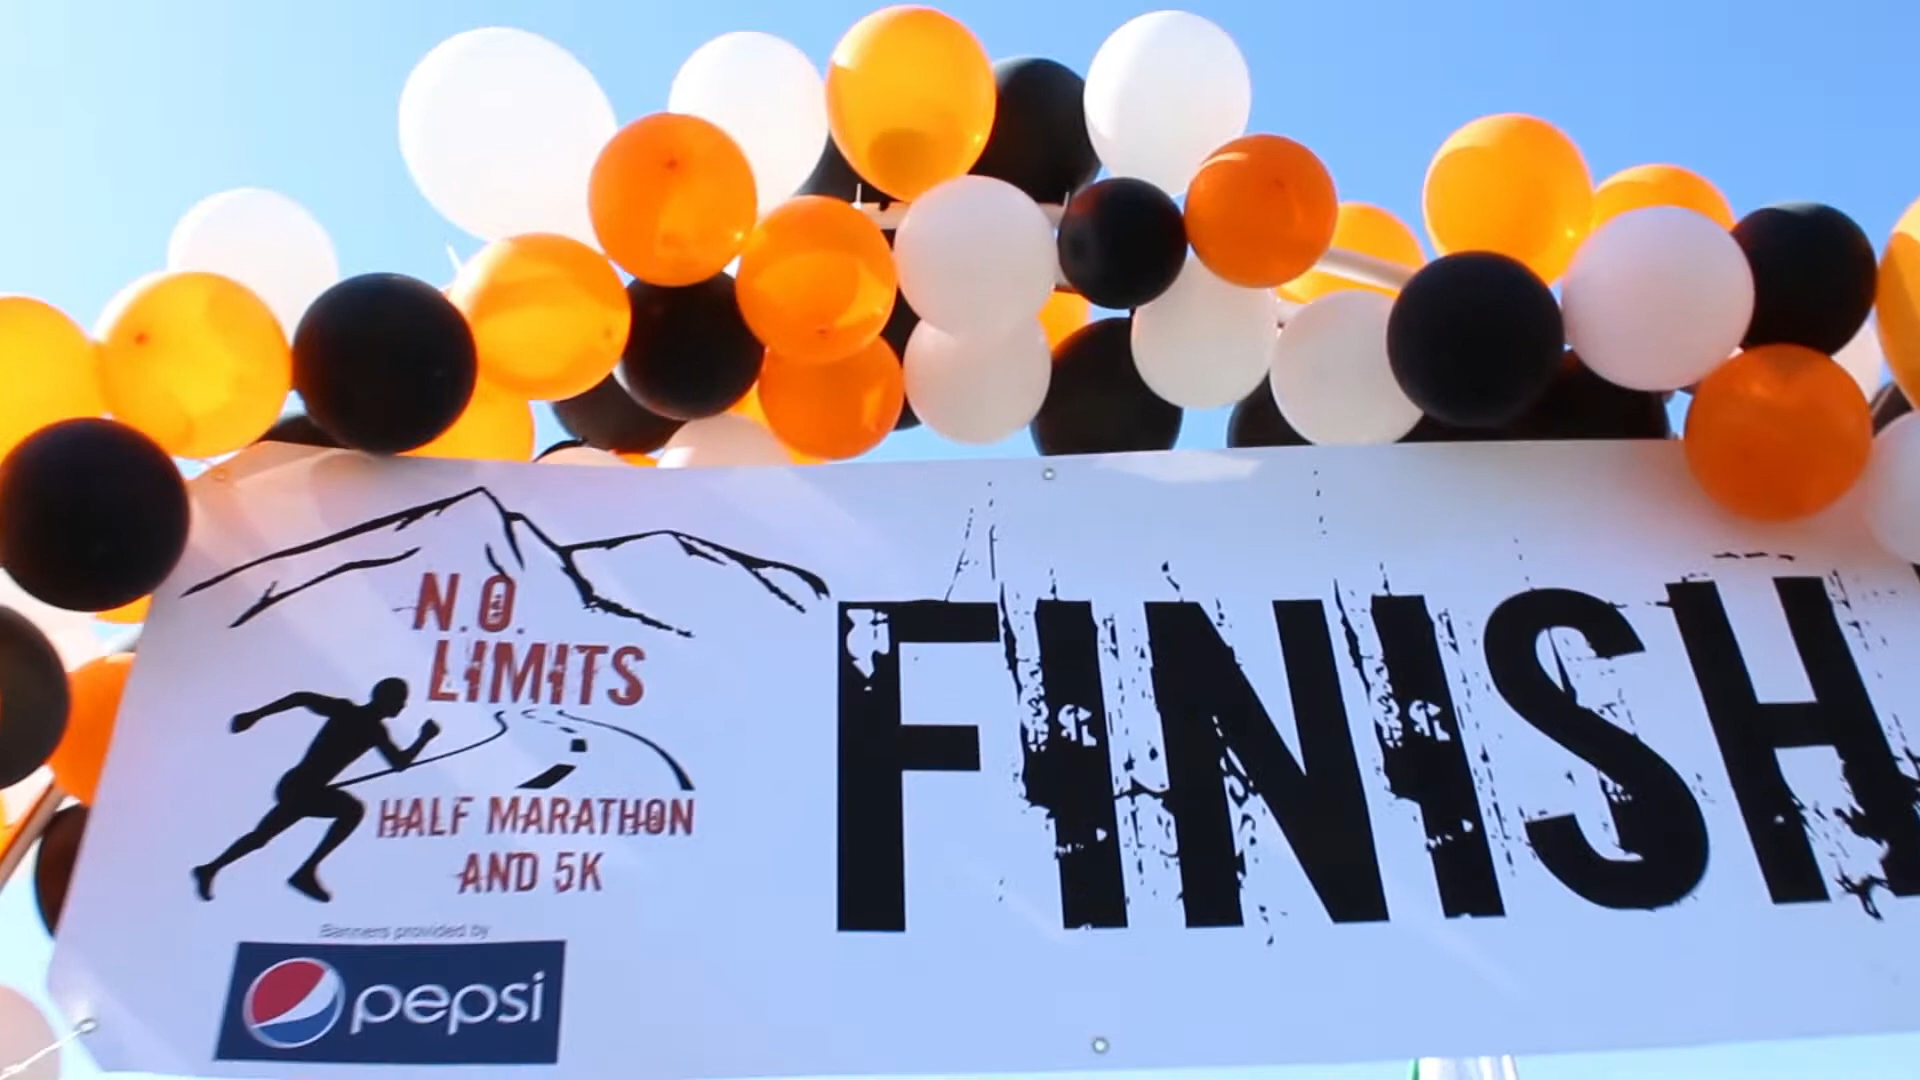 N.O.
LIMITS
HALF MARATHON
AND 5K
Banners provided by
pepsi
FINISH